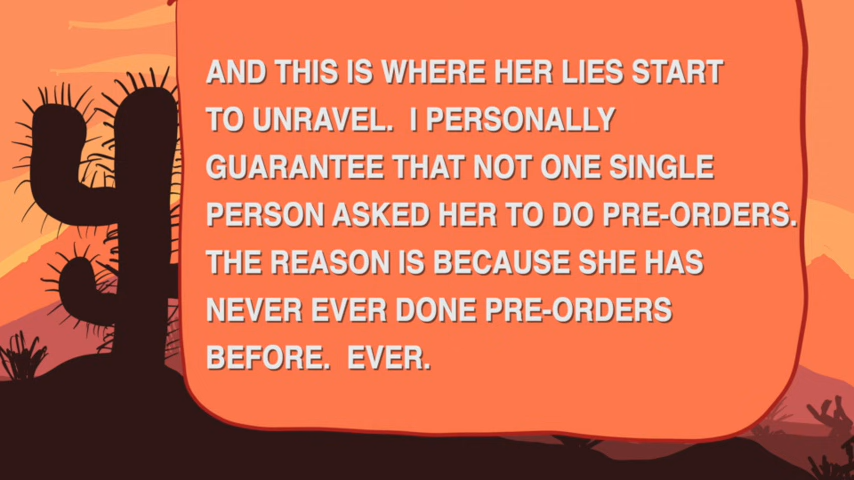 AND THIS IS WHERE HER LIES START
TO UNRAVEL.  I PERSONALLY
GUARANTEE THAT NOT ONE SINGLE
PERSON ASKED HER TO DO PRE-ORDERS.
THE REASON IS BECAUSE SHE HAS
NEVER EVER DONE PRE-ORDERS
BEFORE.  EVER.